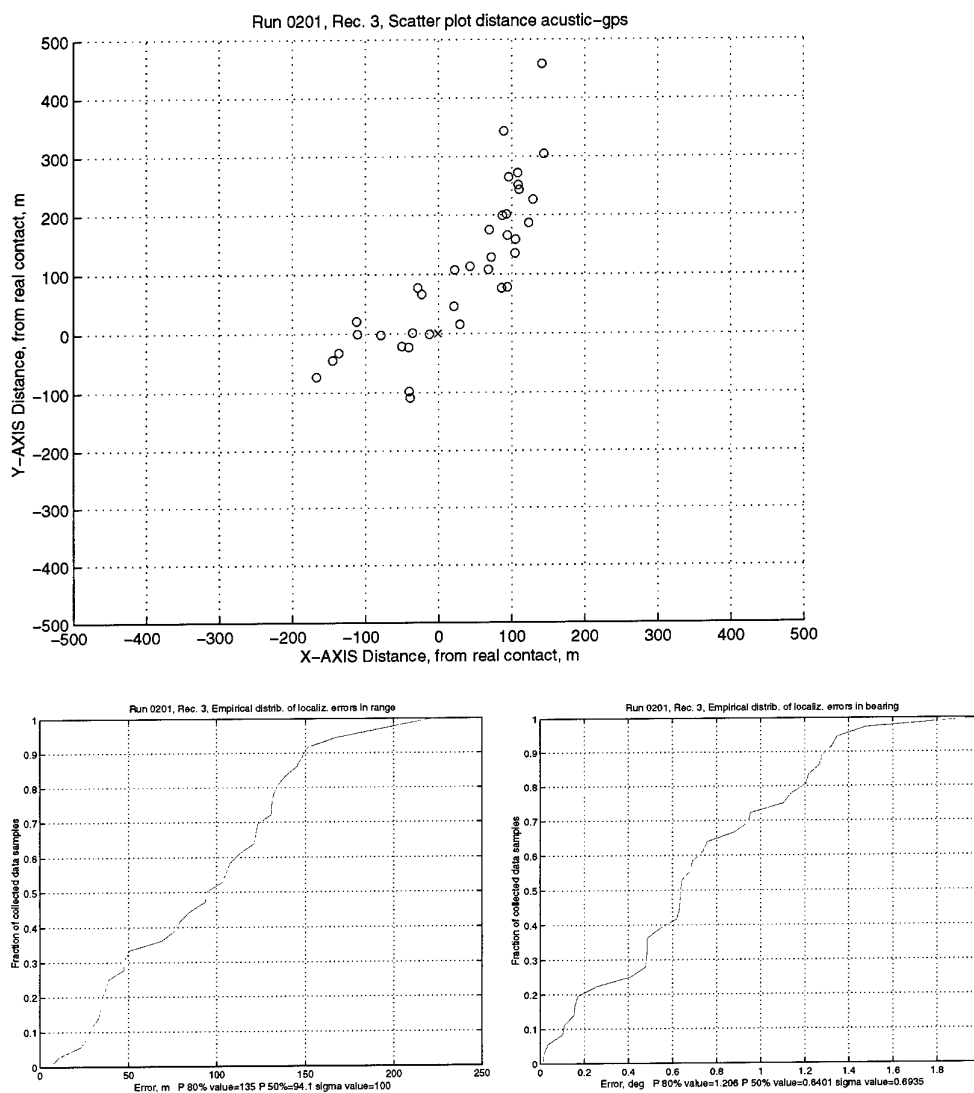 Run 0201, Rec. 3, Scatter plot distance acustic-gps
500
400
300
200
100
0
-100
-200
-300
-400
-500
Y-AXIS Distance, from real contact, m
-500 -400 -300 -200 -100 0 100 200 300 400 500
X-AXIS Distance, from real contact, m
Run 0201, Rec. 3, Empirical distrib. of localiz. errors in range
1
0.9
0.8
0.7
0.6
0.5
0.4
0.3
0.2
0.1
0
Fraction of collected data samples
0 50 100 150 200 250
Error, m P 80% value=135 P 50%=94.1 sigma value=100
Run 0201, Rec. 3, Empirical distrib. of localiz. errors in bearing
1
0.9
0.8
0.7
0.6
0.5
0.4
0.3
0.2
0.1
0
Fraction of collected data samples
0 0.2 0.4 0.6 0.8 1 1.2 1.4 1.6 1.8
Error, deg P 80% value=1.206 P 50% value=0.6401 sigma value=0.6935